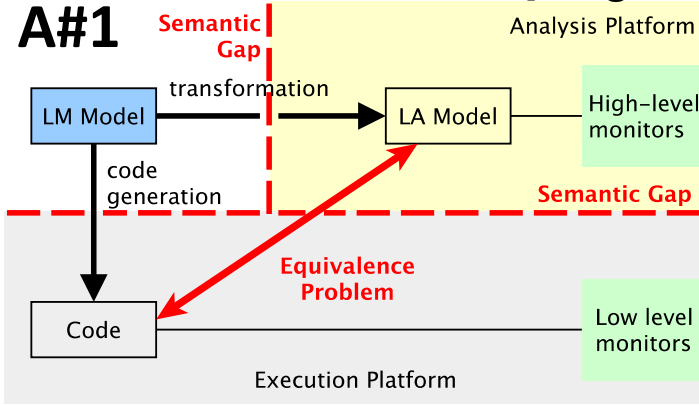 A#1
Semantic
Gap
Analysis Platform
transformation
LM Model
LA Model
High-level
monitors
code
generation
Semantic Gap
Equivalence
Problem
Code
Low level
monitors
Execution Platform